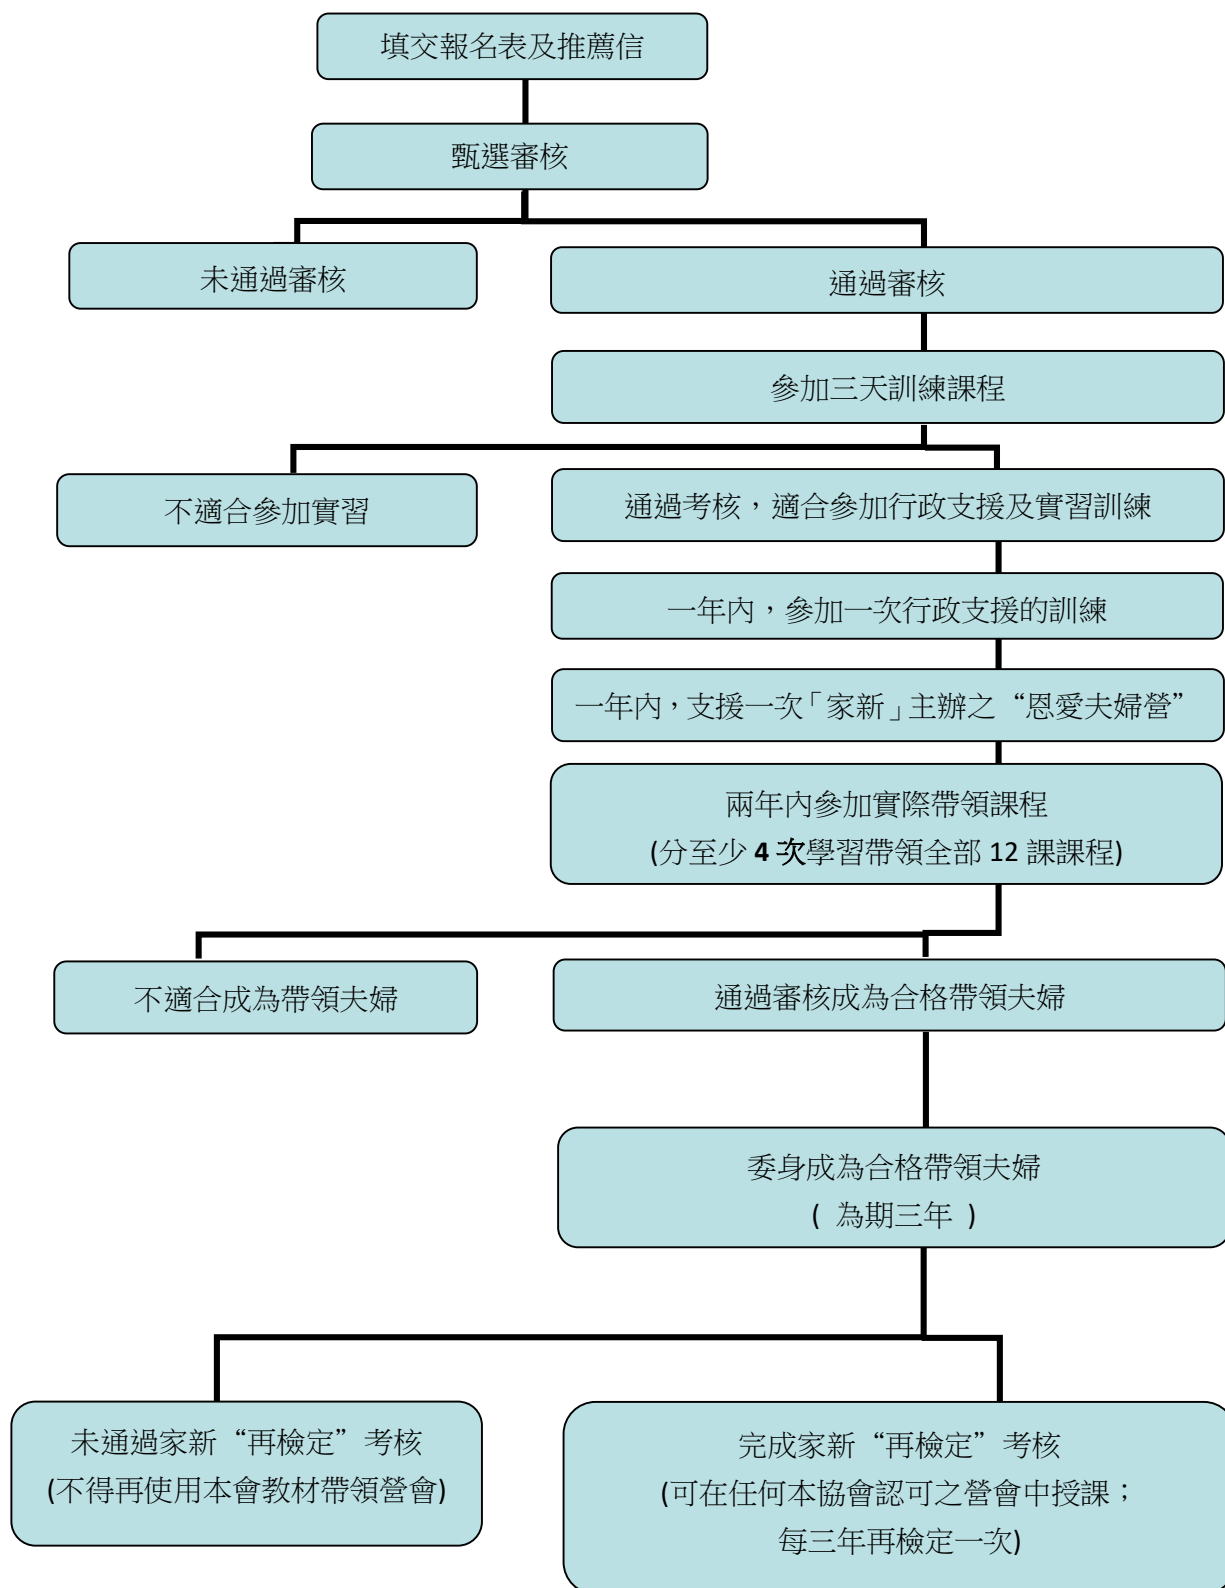 填交報名表及推薦信
甄選審核
未通過審核
通過審核
參加三天訓練課程
不適合參加實習
通過考核，適合參加行政支援及實習訓練
一年內，參加一次行政支援的訓練
一年內，支援一次「家新」主辦之“恩愛夫婦營”
兩年內參加實際帶領課程
(分至少 4 次學習帶領全部 12 課課程)
不適合成為帶領夫婦
通過審核成為合格帶領夫婦
委身成為合格帶領夫婦
( 為期三年 )
未通過家新“再檢定”考核
(不得再使用本會教材帶領營會)
完成家新“再檢定”考核
(可在任何本協會認可之營會中授課；
每三年再檢定一次)